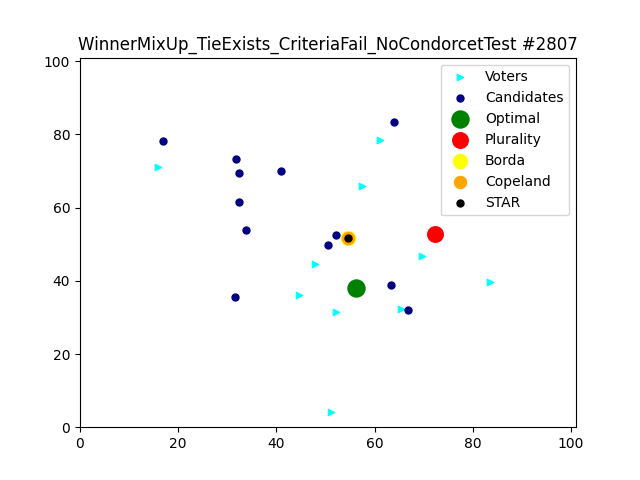 WinnerMixUp_TieExists_CriteriaFail_NoCondorcetTest #2807
100
80
60
40
20
0
0 20 40 60 80 100
Voters
Candidates
Optimal
Plurality
Borda
Copeland
STAR